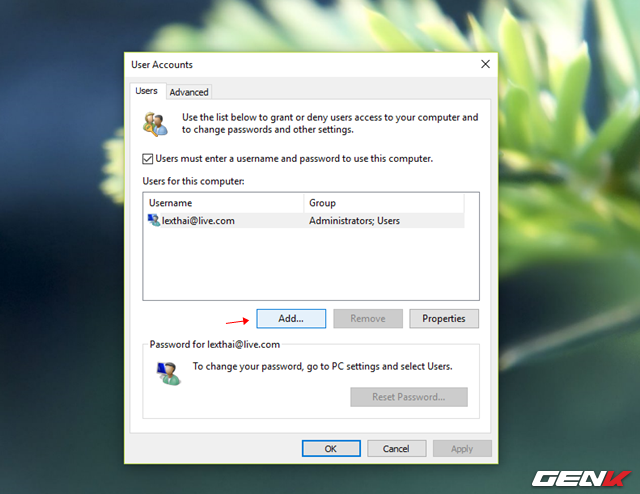 User Accounts
Users
Advanced
Use the list below to grant or deny users access to your computer and
to change passwords and other settings.
Users must enter a username and password to use this computer.
Users for this computer:
Username Group
lexthai@live.com Administrators; Users
Add... Remove Properties
Password for lexthai@live.com
To change your password, go to PC settings and select Users.
Reset Password...
OK Cancel Apply
GENK